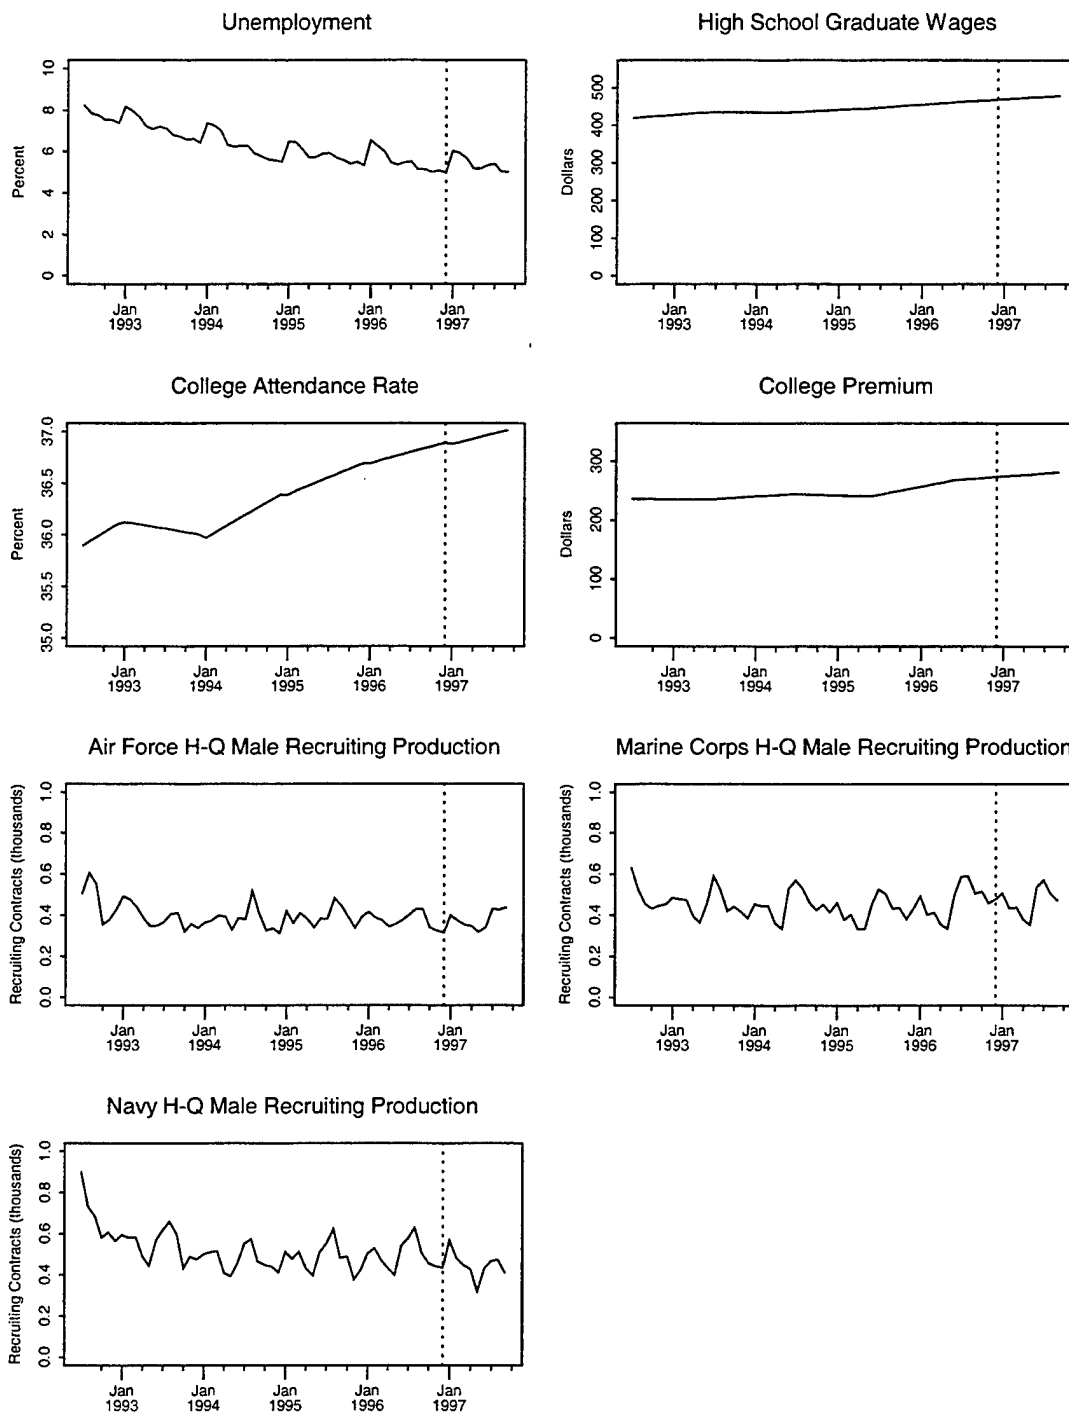 Unemployment
Percent
10
8
6
4
2
0
Jan 1993
Jan 1994
Jan 1995
Jan 1996
Jan 1997
High School Graduate Wages
Dollars
500
400
300
200
100
0
Jan 1993
Jan 1994
Jan 1995
Jan 1996
Jan 1997
College Attendance Rate
Percent
37.0
36.5
36.0
35.5
35.0
Jan 1993
Jan 1994
Jan 1995
Jan 1996
Jan 1997
College Premium
Dollars
300
200
100
0
Jan 1993
Jan 1994
Jan 1995
Jan 1996
Jan 1997
Air Force H-Q Male Recruiting Production
Recruiting Contracts (thousands)
1.0
0.8
0.6
0.4
0.2
0.0
Jan 1993
Jan 1994
Jan 1995
Jan 1996
Jan 1997
Marine Corps H-Q Male Recruiting Production
Recruiting Contracts (thousands)
1.0
0.8
0.6
0.4
0.2
0.0
Jan 1993
Jan 1994
Jan 1995
Jan 1996
Jan 1997
Navy H-Q Male Recruiting Production
Recruiting Contracts (thousands)
1.0
0.8
0.6
0.4
0.2
0.0
Jan 1993
Jan 1994
Jan 1995
Jan 1996
Jan 1997